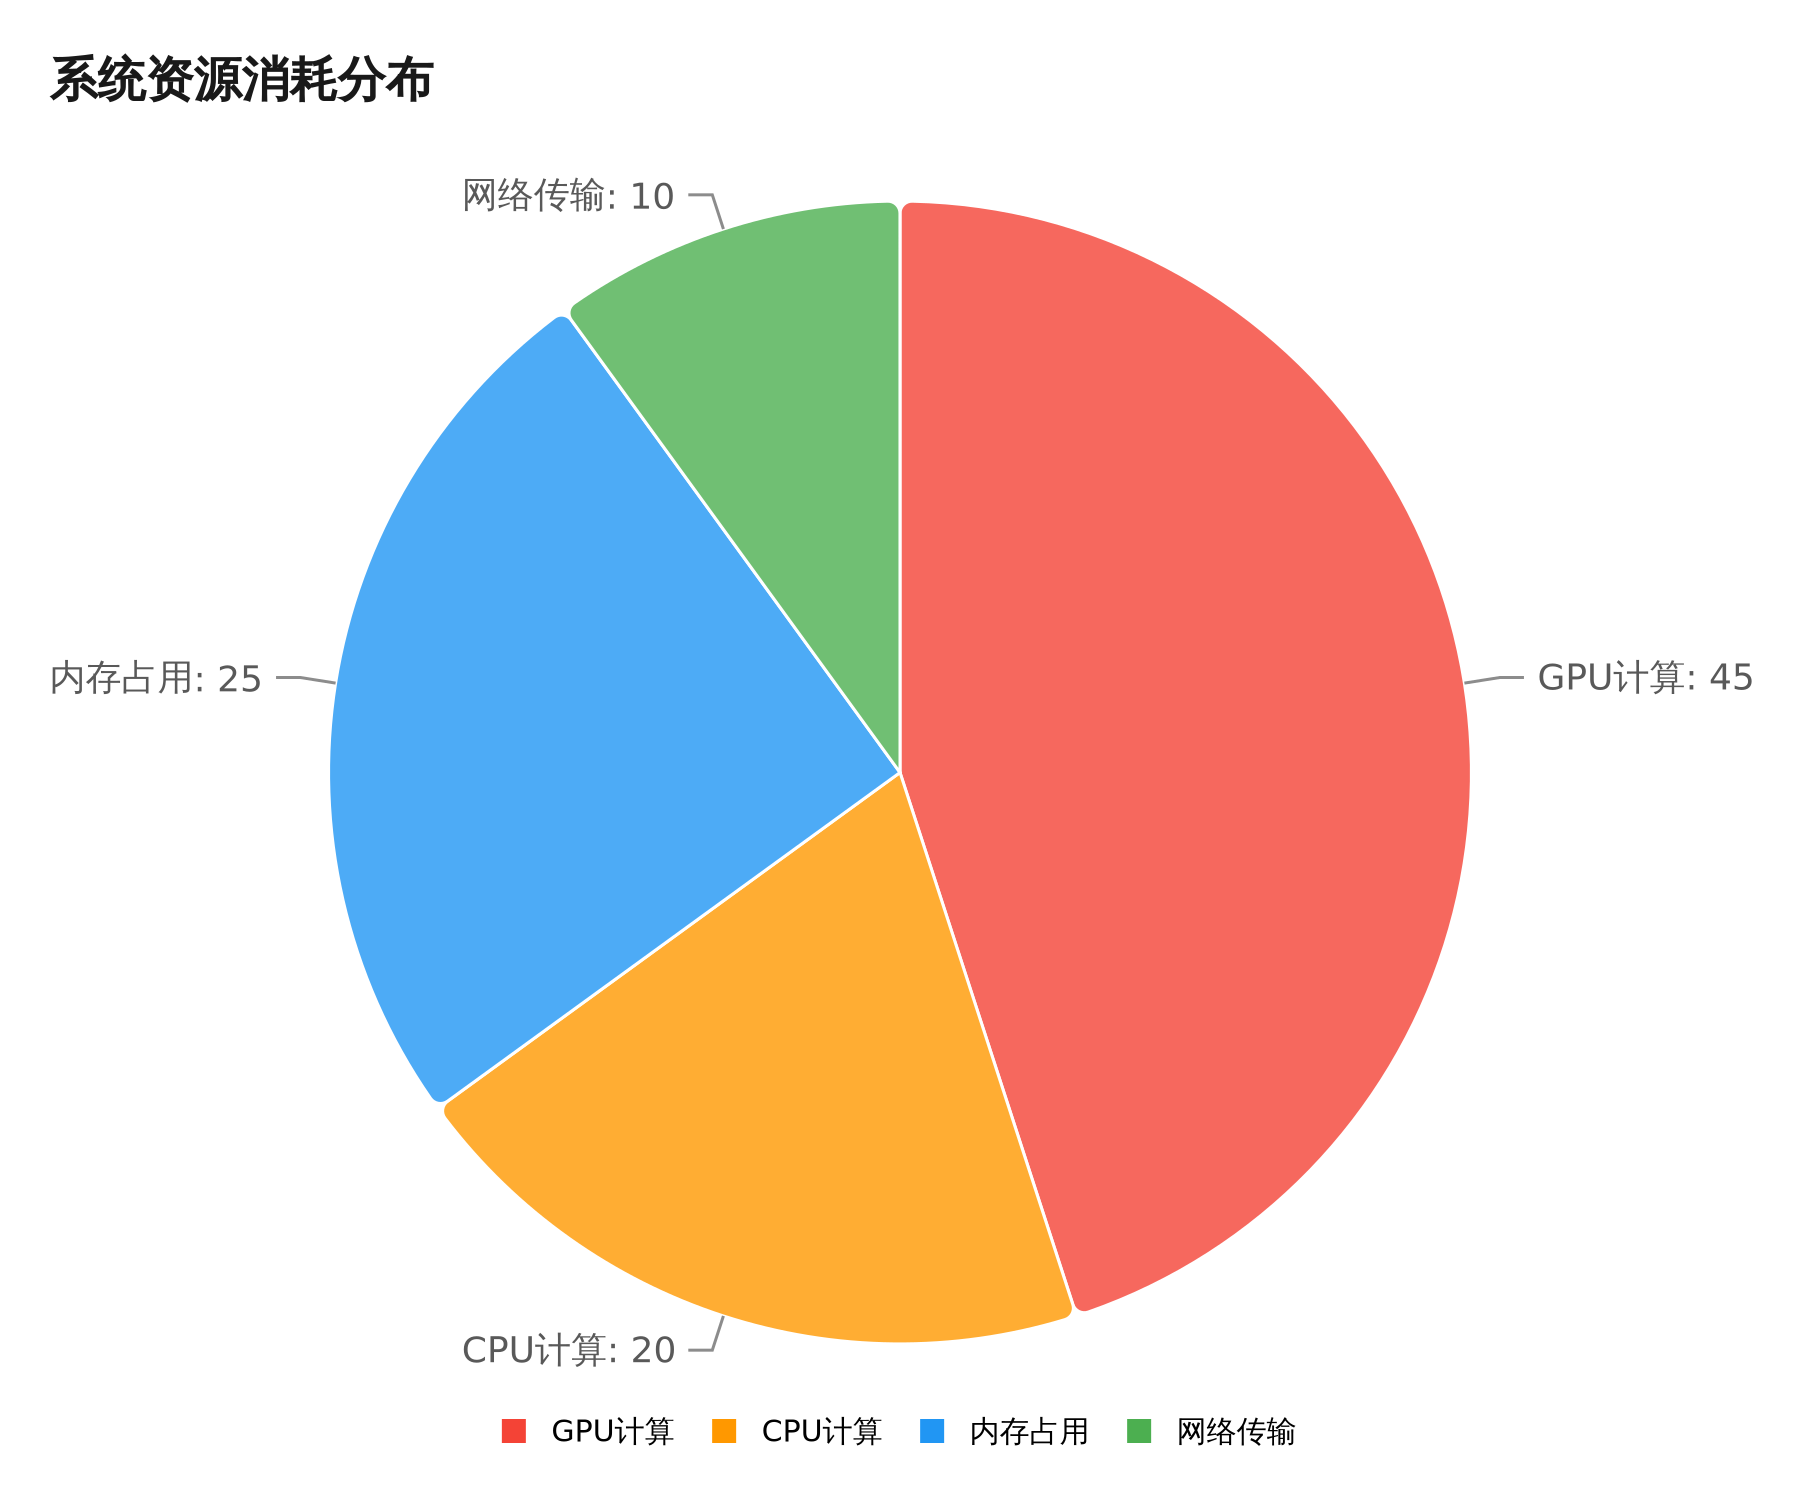 系统资源消耗分布
网络传输: 10
内存占用: 25
GPU计算: 45
CPU计算: 20
GPU计算 CPU计算 内存占用 网络传输